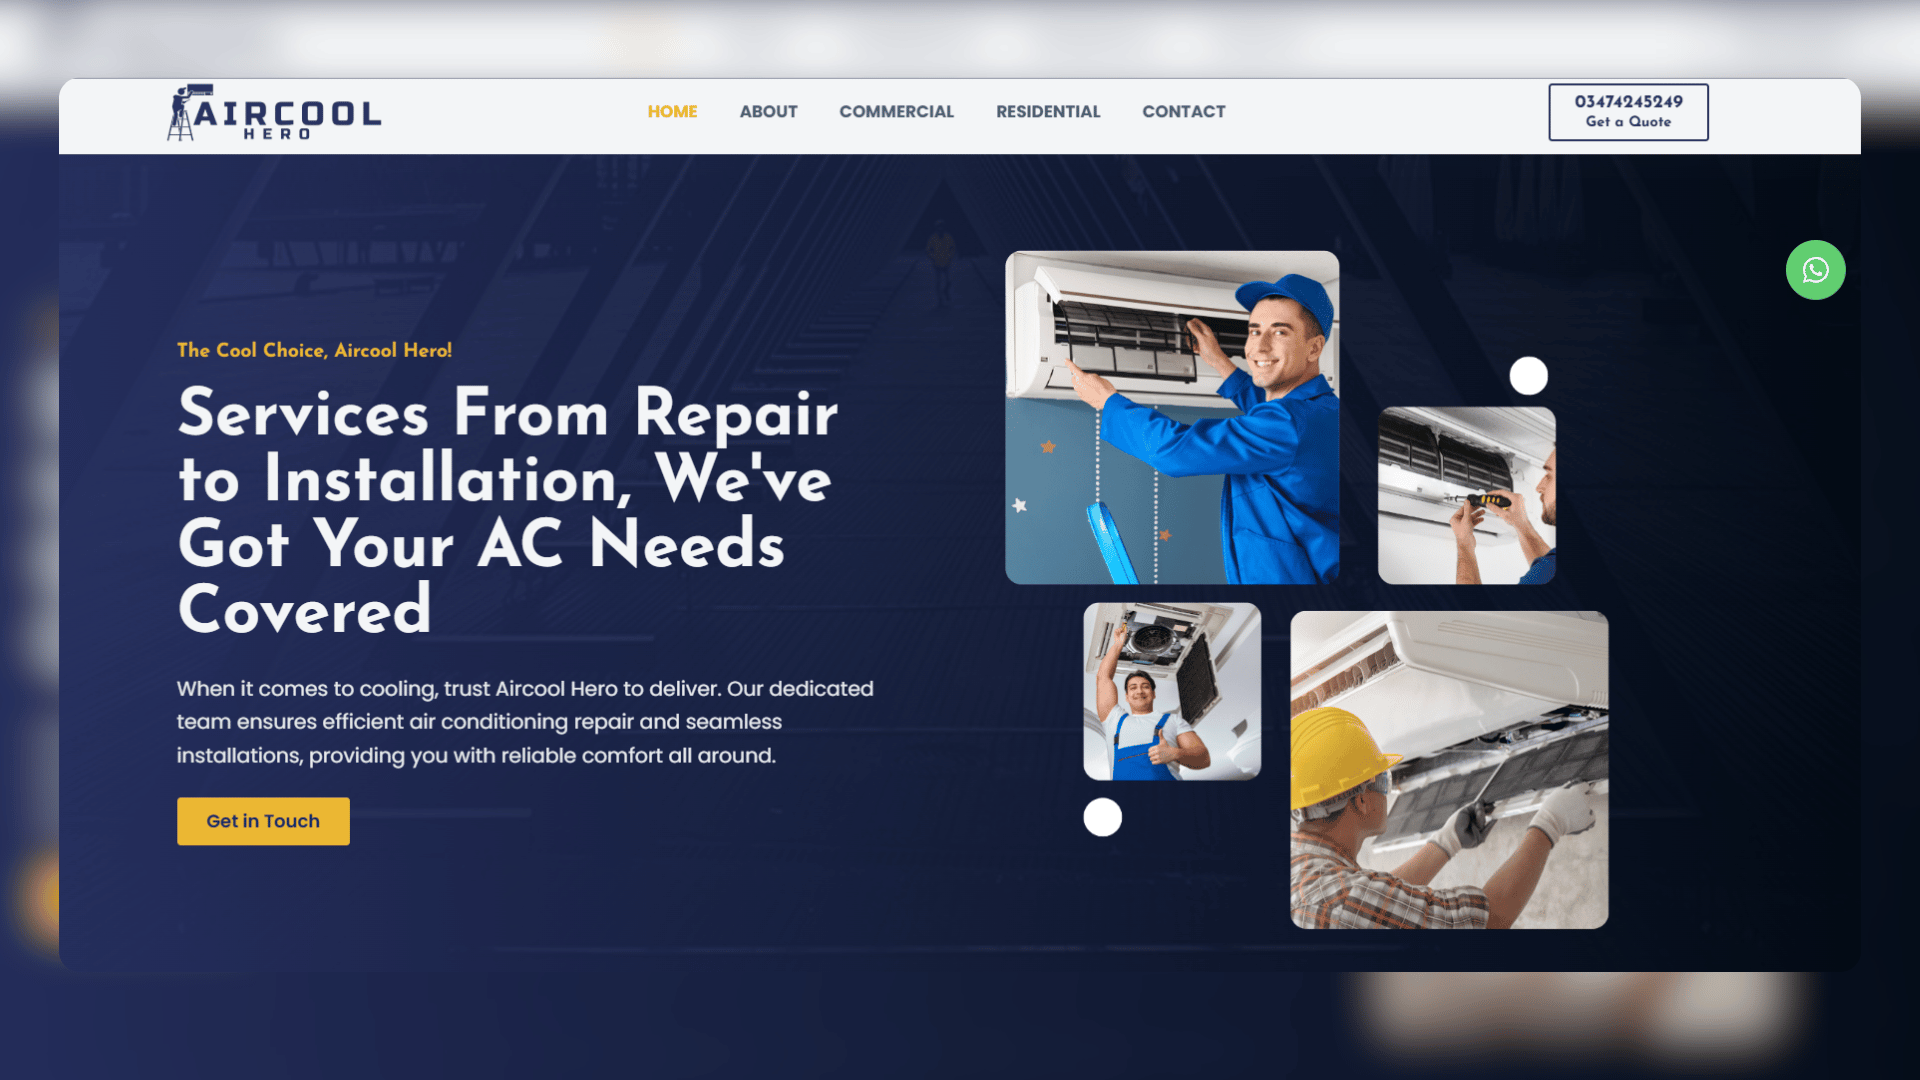 AIRCOOL
HERO
HOME
ABOUT
COMMERCIAL
RESIDENTIAL
CONTACT
03474245249
Get a Quote
The Cool Choice, Aircool Hero!
Services From Repair
to Installation, We've
Got Your AC Needs
Covered
When it comes to cooling, trust Aircool Hero to deliver. Our dedicated
team ensures efficient air conditioning repair and seamless
installations, providing you with reliable comfort all around.
Get in Touch